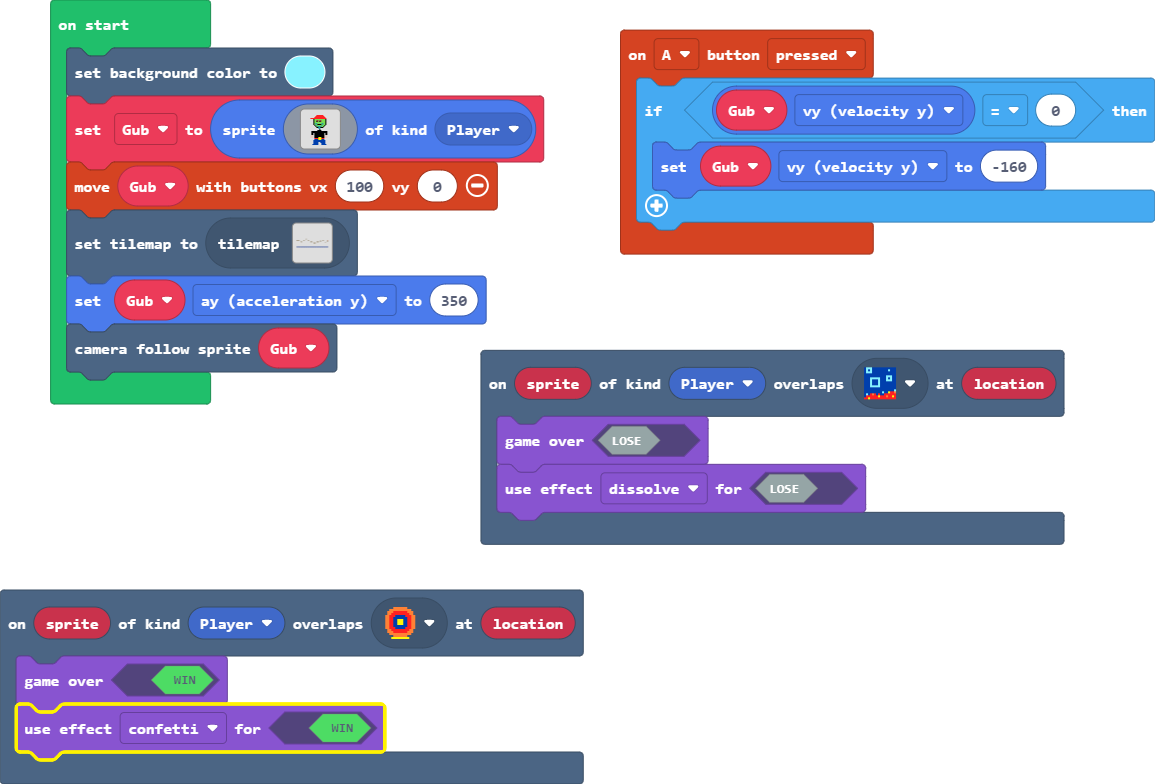 on start
set background color to
set Gub to sprite of kind Player
move Gub with buttons vx 100 vy 0
set tilemap to tilemap
set Gub ay (acceleration y) to 350
camera follow sprite Gub
on A button pressed
if Gub vy (velocity y) = 0 then
set Gub vy (velocity y) to -160
on sprite of kind Player overlaps at location
game over LOSE
use effect dissolve for LOSE
on sprite of kind Player overlaps at location
game over WIN
use effect confetti for WIN